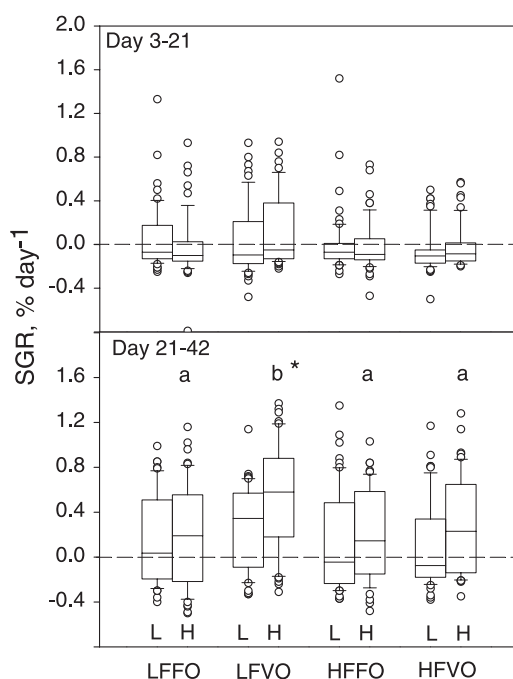 2.0
Day 3-21
1.6
1.2
0.8
0.4
0.0
-0.4
SGR, % day-1
Day 21-42
1.6
a
b *
a
a
1.2
0.8
0.4
0.0
-0.4
L H L H L H L H
LFFO LFVO HFFO HFVO